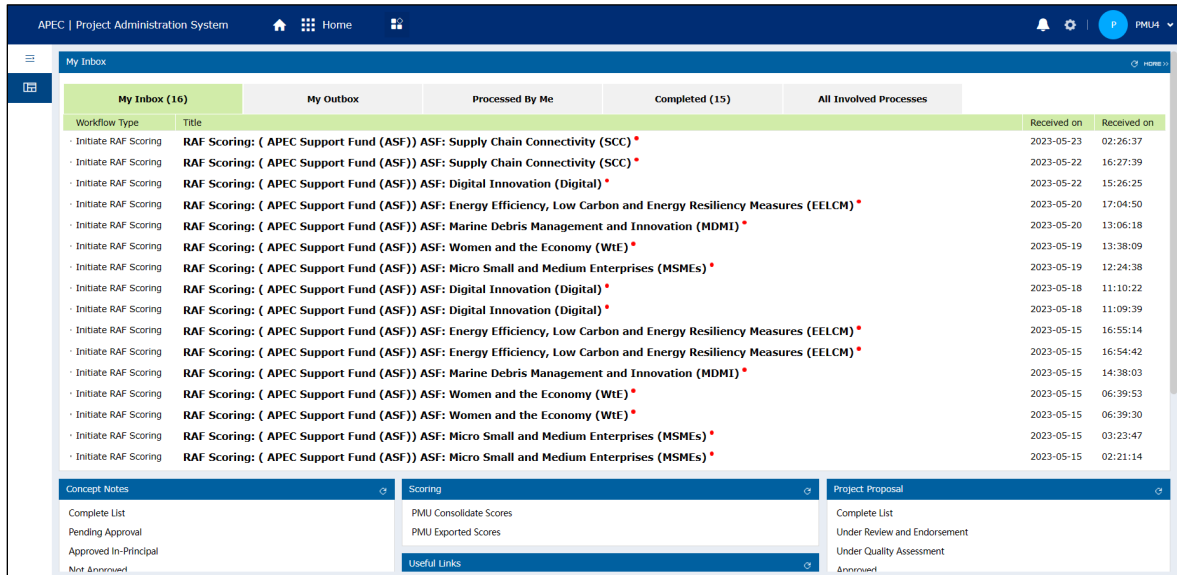 APEC | Project Administration System Home P PMU4
My Inbox HOME>>
My Inbox (16) My Outbox Processed By Me Completed (15) All Involved Processes
Workflow Type Title Received on Received on
Initiate RAF Scoring RAF Scoring: ( APEC Support Fund (ASF)) ASF: Supply Chain Connectivity (SCC) 2023-05-23 02:26:37
Initiate RAF Scoring RAF Scoring: ( APEC Support Fund (ASF)) ASF: Supply Chain Connectivity (SCC) 2023-05-22 16:27:39
Initiate RAF Scoring RAF Scoring: ( APEC Support Fund (ASF)) ASF: Digital Innovation (Digital) 2023-05-22 15:26:25
Initiate RAF Scoring RAF Scoring: ( APEC Support Fund (ASF)) ASF: Energy Efficiency, Low Carbon and Energy Resiliency Measures (EELCM) 2023-05-20 17:04:50
Initiate RAF Scoring RAF Scoring: ( APEC Support Fund (ASF)) ASF: Marine Debris Management and Innovation (MDMI) 2023-05-20 13:06:18
Initiate RAF Scoring RAF Scoring: ( APEC Support Fund (ASF)) ASF: Women and the Economy (WtE) 2023-05-19 13:38:09
Initiate RAF Scoring RAF Scoring: ( APEC Support Fund (ASF)) ASF: Micro Small and Medium Enterprises (MSMEs) 2023-05-19 12:24:38
Initiate RAF Scoring RAF Scoring: ( APEC Support Fund (ASF)) ASF: Digital Innovation (Digital) 2023-05-18 11:10:22
Initiate RAF Scoring RAF Scoring: ( APEC Support Fund (ASF)) ASF: Digital Innovation (Digital) 2023-05-18 11:09:39
Initiate RAF Scoring RAF Scoring: ( APEC Support Fund (ASF)) ASF: Energy Efficiency, Low Carbon and Energy Resiliency Measures (EELCM) 2023-05-15 16:55:14
Initiate RAF Scoring RAF Scoring: ( APEC Support Fund (ASF)) ASF: Energy Efficiency, Low Carbon and Energy Resiliency Measures (EELCM) 2023-05-15 16:54:42
Initiate RAF Scoring RAF Scoring: ( APEC Support Fund (ASF)) ASF: Marine Debris Management and Innovation (MDMI) 2023-05-15 14:38:03
Initiate RAF Scoring RAF Scoring: ( APEC Support Fund (ASF)) ASF: Women and the Economy (WtE) 2023-05-15 06:39:53
Initiate RAF Scoring RAF Scoring: ( APEC Support Fund (ASF)) ASF: Women and the Economy (WtE) 2023-05-15 06:39:30
Initiate RAF Scoring RAF Scoring: ( APEC Support Fund (ASF)) ASF: Micro Small and Medium Enterprises (MSMEs) 2023-05-15 03:23:47
Initiate RAF Scoring RAF Scoring: ( APEC Support Fund (ASF)) ASF: Micro Small and Medium Enterprises (MSMEs) 2023-05-15 02:21:14
Concept Notes
Complete List
Pending Approval
Approved In-Principal
Not Approved
Scoring
PMU Consolidate Scores
PMU Exported Scores
Useful Links
Project Proposal
Complete List
Under Review and Endorsement
Under Quality Assessment
Approved